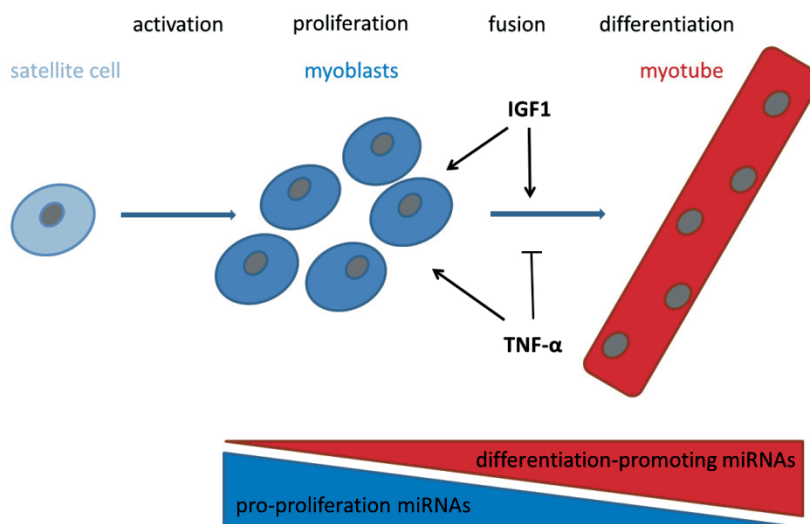 activation proliferation fusion differentiation
satellite cell myoblasts myotube
IGF1
TNF-α
differentiation-promoting miRNAs
pro-proliferation miRNAs